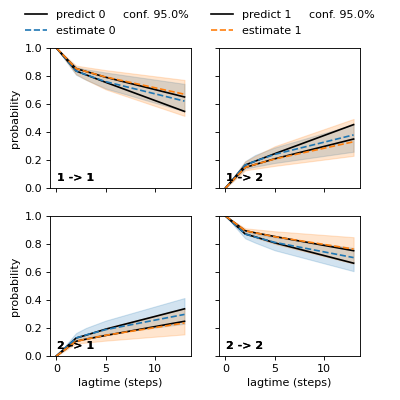 predict 0 conf. 95.0% predict 1 conf. 95.0%
estimate 0 estimate 1
1.0
0.8
0.6
0.4
0.2
0.0
probability
1 -> 1
1 -> 2
1.0
0.8
0.6
0.4
0.2
0.0
probability
2 -> 1
2 -> 2
0 5 10 0 5 10
lagtime (steps) lagtime (steps)